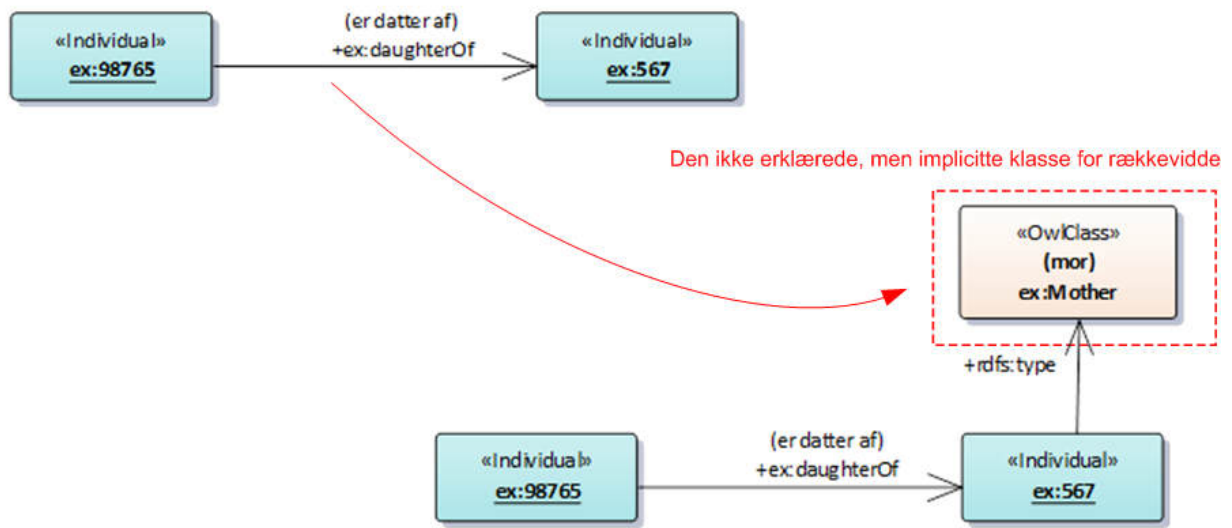 (er datter af)
«Individual»
ex:98765
+ex:daughterOf
«Individual»
ex:567
Den ikke erklærede, men implicitte klasse for rækkevidde
«OwlClass»
(mor)
ex:Mother
+rdfs:type
(er datter af)
«Individual»
ex:98765
+ex:daughterOf
«Individual»
ex:567